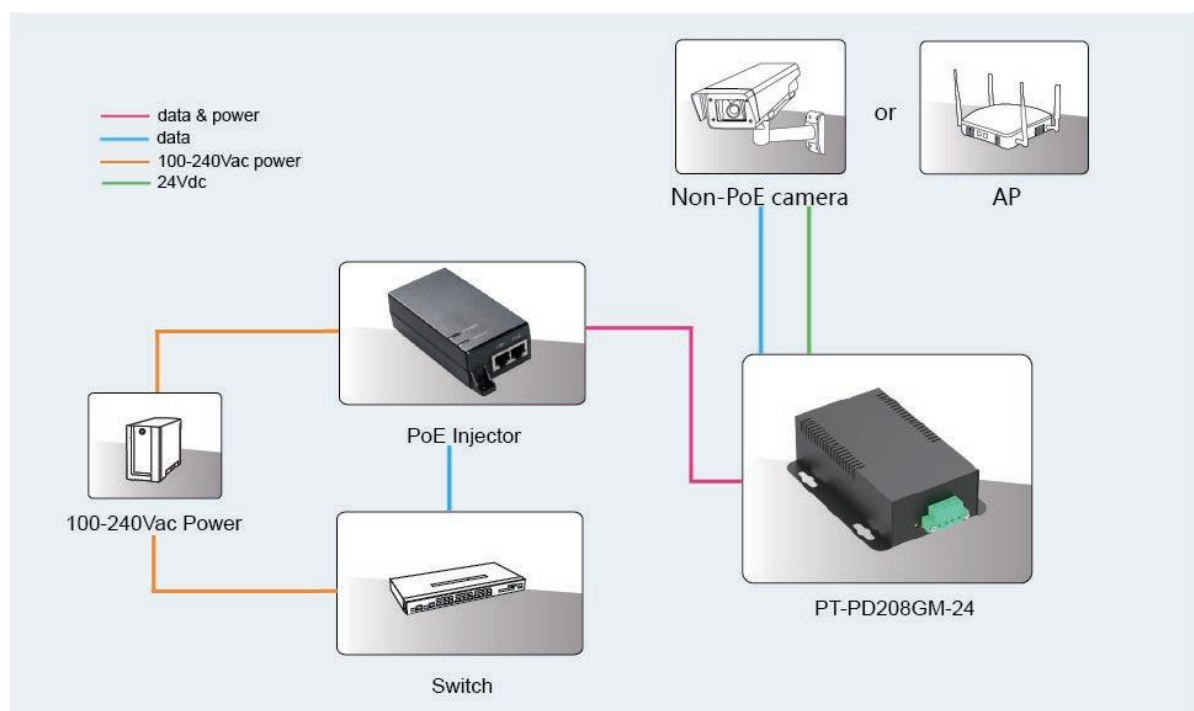 data & power
data
100-240Vac power
24Vdc
or
Non-PoE camera
AP
PoE Injector
100-240Vac Power
PT-PD208GM-24
Switch